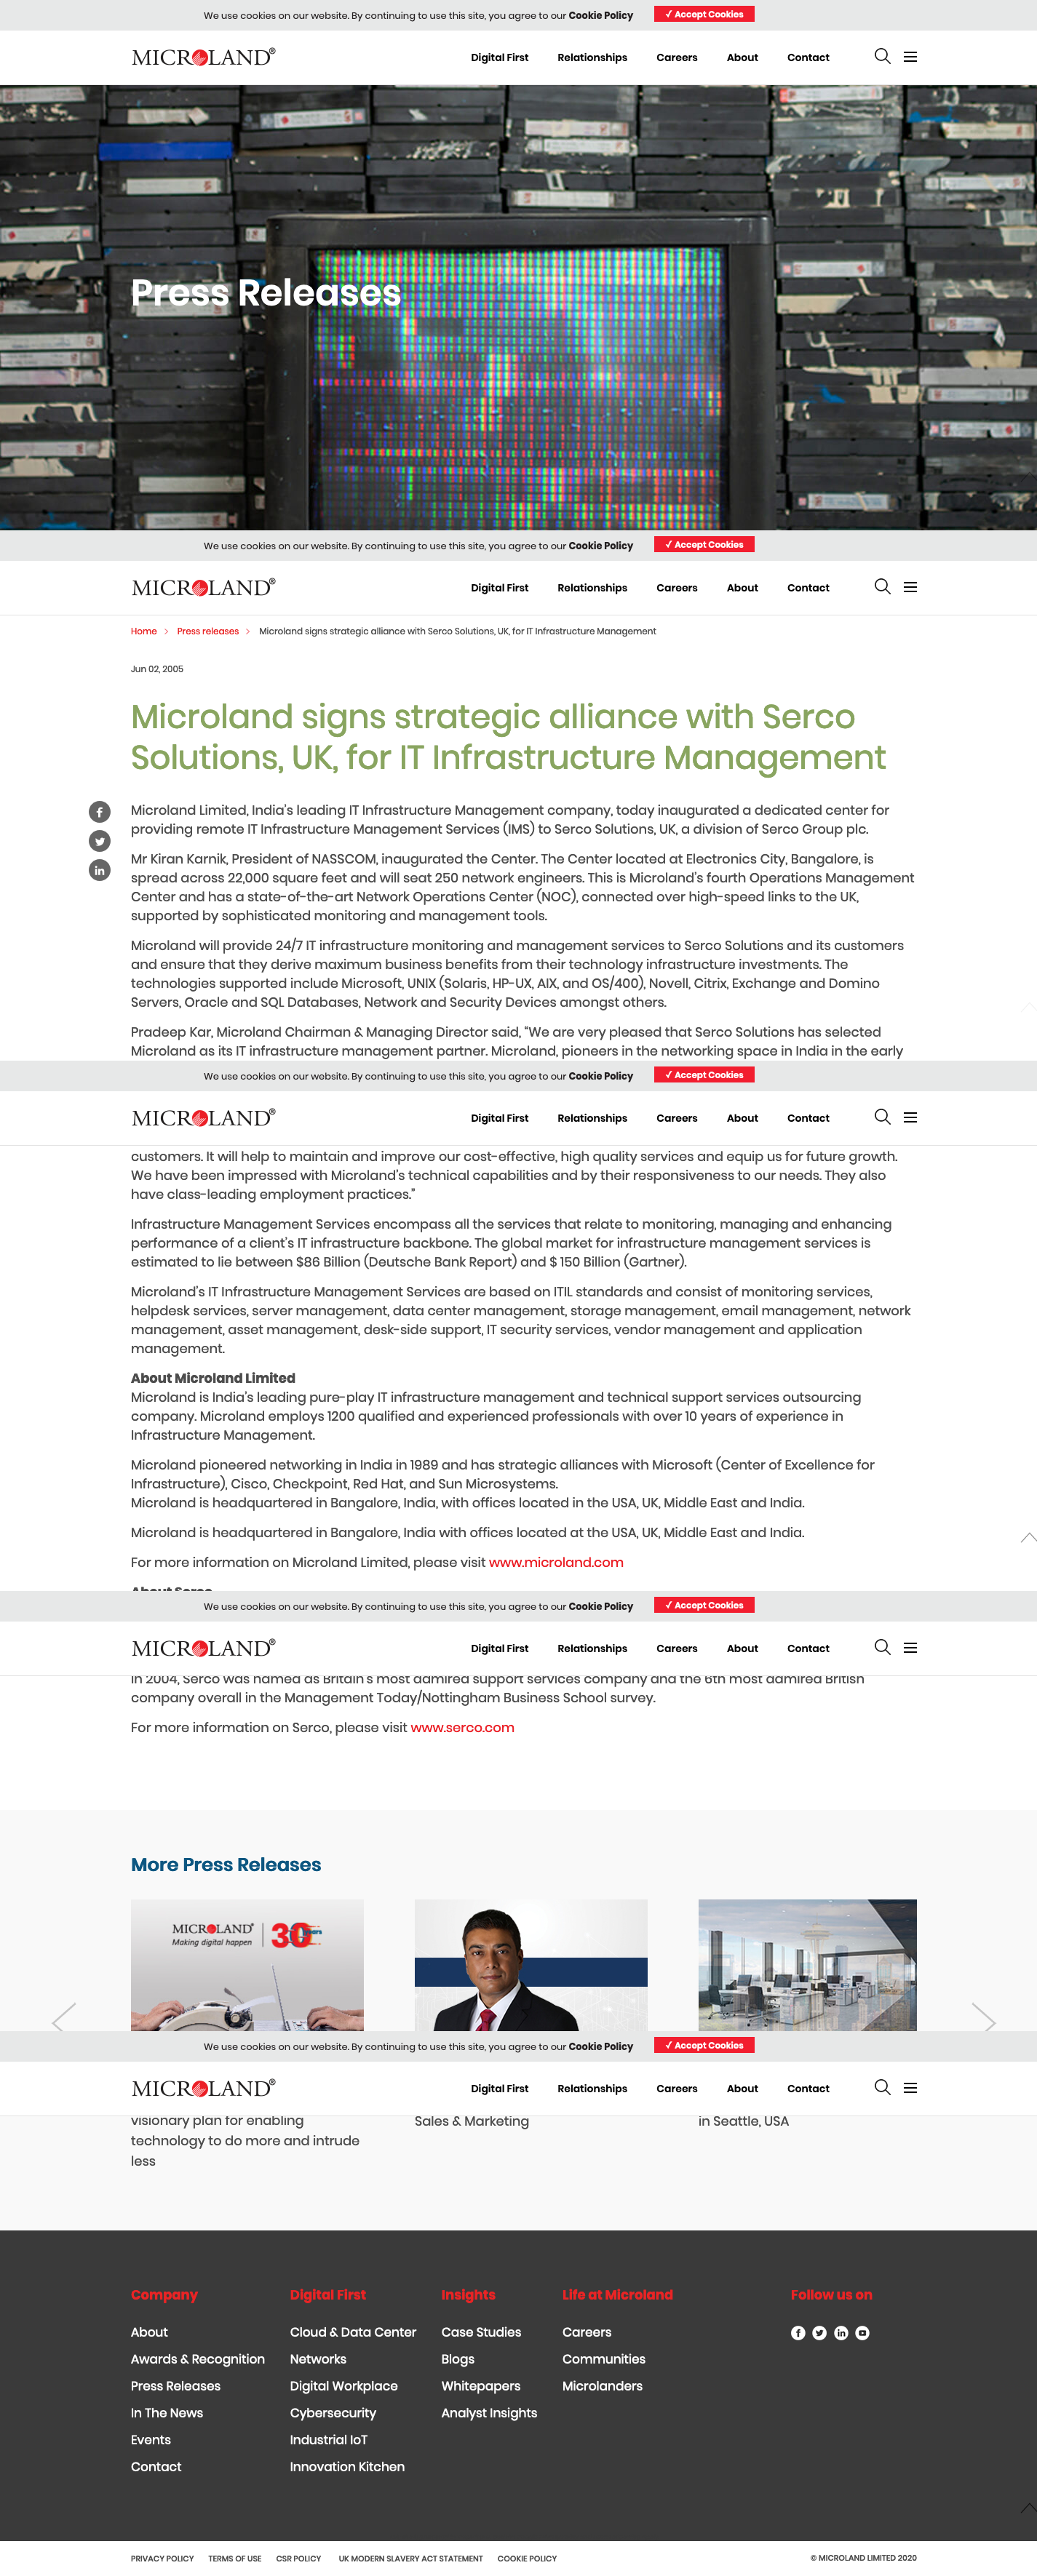 We use cookies on our website. By continuing to use this site, you agree to our Cookie Policy ✓ Accept Cookies
MICROLAND® Digital First Relationships Careers About Contact
Press Releases
We use cookies on our website. By continuing to use this site, you agree to our Cookie Policy ✓ Accept Cookies
MICROLAND® Digital First Relationships Careers About Contact
Home > Press releases > Microland signs strategic alliance with Serco Solutions, UK, for IT Infrastructure Management
Jun 02, 2005
Microland signs strategic alliance with Serco
Solutions, UK, for IT Infrastructure Management
Microland Limited, India's leading IT Infrastructure Management company, today inaugurated a dedicated center for
providing remote IT Infrastructure Management Services (IMS) to Serco Solutions, UK, a division of Serco Group plc.
Mr Kiran Karnik, President of NASSCOM, inaugurated the Center. The Center located at Electronics City, Bangalore, is
spread across 22,000 square feet and will seat 250 network engineers. This is Microland's fourth Operations Management
Center and has a state-of-the-art Network Operations Center (NOC), connected over high-speed links to the UK,
supported by sophisticated monitoring and management tools.
Microland will provide 24/7 IT infrastructure monitoring and management services to Serco Solutions and its customers
and ensure that they derive maximum business benefits from their technology infrastructure investments. The
technologies supported include Microsoft, UNIX (Solaris, HP-UX, AIX, and OS/400), Novell, Citrix, Exchange and Domino
Servers, Oracle and SQL Databases, Network and Security Devices amongst others.
Pradeep Kar, Microland Chairman & Managing Director said, "We are very pleased that Serco Solutions has selected
Microland as its IT infrastructure management partner. Microland, pioneers in the networking space in India in the early
We use cookies on our website. By continuing to use this site, you agree to our Cookie Policy ✓ Accept Cookies
MICROLAND® Digital First Relationships Careers About Contact
customers. It will help to maintain and improve our cost-effective, high quality services and equip us for future growth.
We have been impressed with Microland's technical capabilities and by their responsiveness to our needs. They also
have class-leading employment practices."
Infrastructure Management Services encompass all the services that relate to monitoring, managing and enhancing
performance of a client's IT infrastructure backbone. The global market for infrastructure management services is
estimated to lie between $86 Billion (Deutsche Bank Report) and $ 150 Billion (Gartner).
Microland's IT Infrastructure Management Services are based on ITIL standards and consist of monitoring services,
helpdesk services, server management, data center management, storage management, email management, network
management, asset management, desk-side support, IT security services, vendor management and application
management.
About Microland Limited
Microland is India's leading pure-play IT infrastructure management and technical support services outsourcing
company. Microland employs 1200 qualified and experienced professionals with over 10 years of experience in
Infrastructure Management.
Microland pioneered networking in India in 1989 and has strategic alliances with Microsoft (Center of Excellence for
Infrastructure), Cisco, Checkpoint, Red Hat, and Sun Microsystems.
Microland is headquartered in Bangalore, India, with offices located in the USA, UK, Middle East and India.
Microland is headquartered in Bangalore, India with offices located at the USA, UK, Middle East and India.
For more information on Microland Limited, please visit www.microland.com
About Serco
We use cookies on our website. By continuing to use this site, you agree to our Cookie Policy ✓ Accept Cookies
MICROLAND® Digital First Relationships Careers About Contact
In 2004, Serco was named as Britain's most admired support services company and the 6th most admired British
company overall in the Management Today/Nottingham Business School survey.
For more information on Serco, please visit www.serco.com
More Press Releases
MICROLAND® 30 years
Making digital happen
We use cookies on our website. By continuing to use this site, you agree to our Cookie Policy ✓ Accept Cookies
MICROLAND® Digital First Relationships Careers About Contact
visionary plan for enabling
technology to do more and intrude
less
Sales & Marketing
in Seattle, USA
Company
About
Awards & Recognition
Press Releases
In The News
Events
Contact
Digital First
Cloud & Data Center
Networks
Digital Workplace
Cybersecurity
Industrial IoT
Innovation Kitchen
Insights
Case Studies
Blogs
Whitepapers
Analyst Insights
Life at Microland
Careers
Communities
Microlanders
Follow us on
PRIVACY POLICY TERMS OF USE CSR POLICY UK MODERN SLAVERY ACT STATEMENT COOKIE POLICY © MICROLAND LIMITED 2020